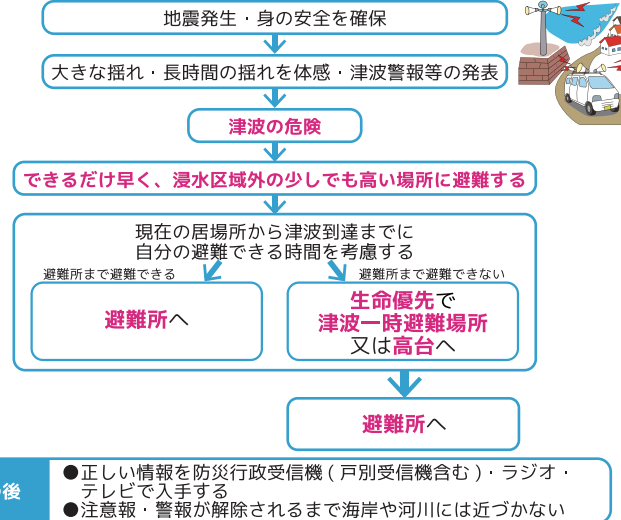 地震発生・身の安全を確保
大きな揺れ・長時間の揺れを体感・津波警報等の発表
津波の危険
できるだけ早く、浸水区域外の少しでも高い場所に避難する
現在の居場所から津波到達までに
自分の避難できる時間を考慮する
避難所まで避難できる
避難所まで避難できない
避難所へ
生命優先で
津波一時避難場所
又は高台へ
避難所へ
後
●正しい情報を防災行政受信機(戸別受信機含む)・ラジオ・
テレビで入手する
●注意報・警報が解除されるまで海岸や河川には近づかない